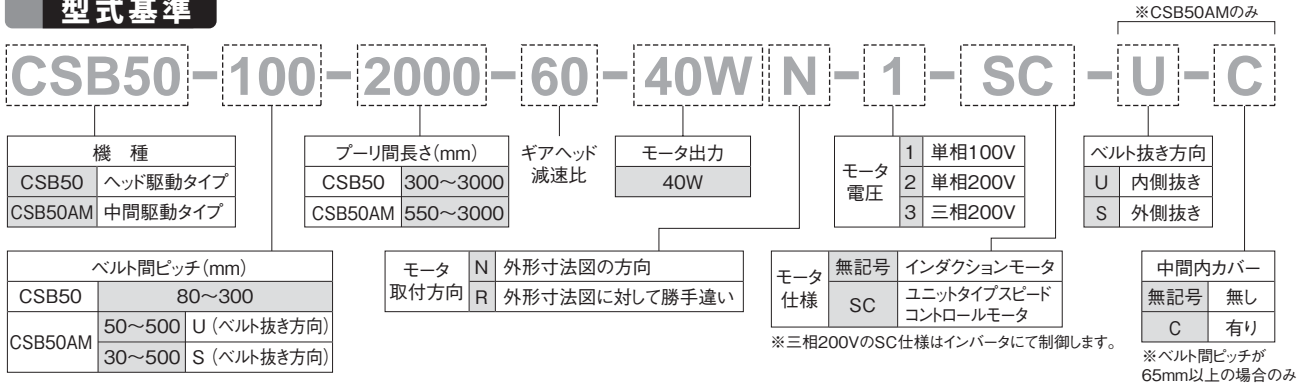 型式基準
※CSB50AMのみ
CSB50-100-2000-60-40W N-1-SC-U-C
機 種
CSB50 ヘッド駆動タイプ
CSB50AM 中間駆動タイプ
プーリ間長さ(mm)
CSB50 300～3000
CSB50AM 550～3000
ギアヘッド
減速比
モータ出力
40W
モータ
電圧
1 単相100V
2 単相200V
3 三相200V
ベルト抜き方向
U 内側抜き
S 外側抜き
ベルト間ピッチ(mm)
CSB50 80～300
CSB50AM
50～500 U(ベルト抜き方向)
30～500 S(ベルト抜き方向)
モータ
取付方向
N 外形寸法図の方向
R 外形寸法図に対して勝手違い
モータ
仕様
無記号 インダクションモータ
SC ユニットタイプスピード
コントロールモータ
※三相200VのSC仕様はインバータにて制御します。
中間内カバー
無記号 無し
C 有り
※ベルト間ピッチが
65mm以上の場合のみ